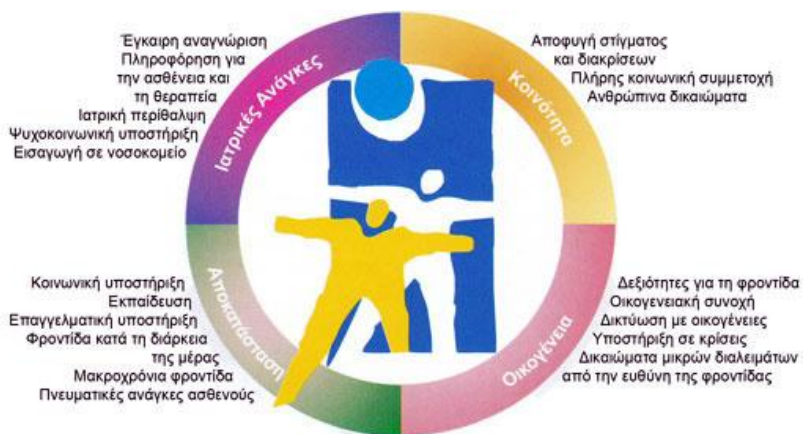 Έγκαιρη αναγνώριση
Πληροφόρηση για
την ασθένεια και
τη θεραπεία
Ιατρική περίθαλψη
Ψυχοκοινωνική υποστήριξη
Εισαγωγή σε νοσοκομείο
Ιατρικές Ανάγκες
Κοινότητα
Αποφυγή στίγματος
και διακρίσεων
Πλήρης κοινωνική συμμετοχή
Ανθρώπινα δικαιώματα
Κοινωνική υποστήριξη
Εκπαίδευση
Επαγγελματική υποστήριξη
Φροντίδα κατά τη διάρκεια
της μέρας
Μακροχρόνια φροντίδα
Πνευματικές ανάγκες ασθενούς
Αποκατάσταση
Οικογένεια
Δεξιότητες για τη φροντίδα
Οικογενειακή συνοχή
Δικτύωση με οικογένειες
Υποστήριξη σε κρίσεις
Δικαιώματα μικρών διαλειμάτων
από την ευθύνη της φροντίδας